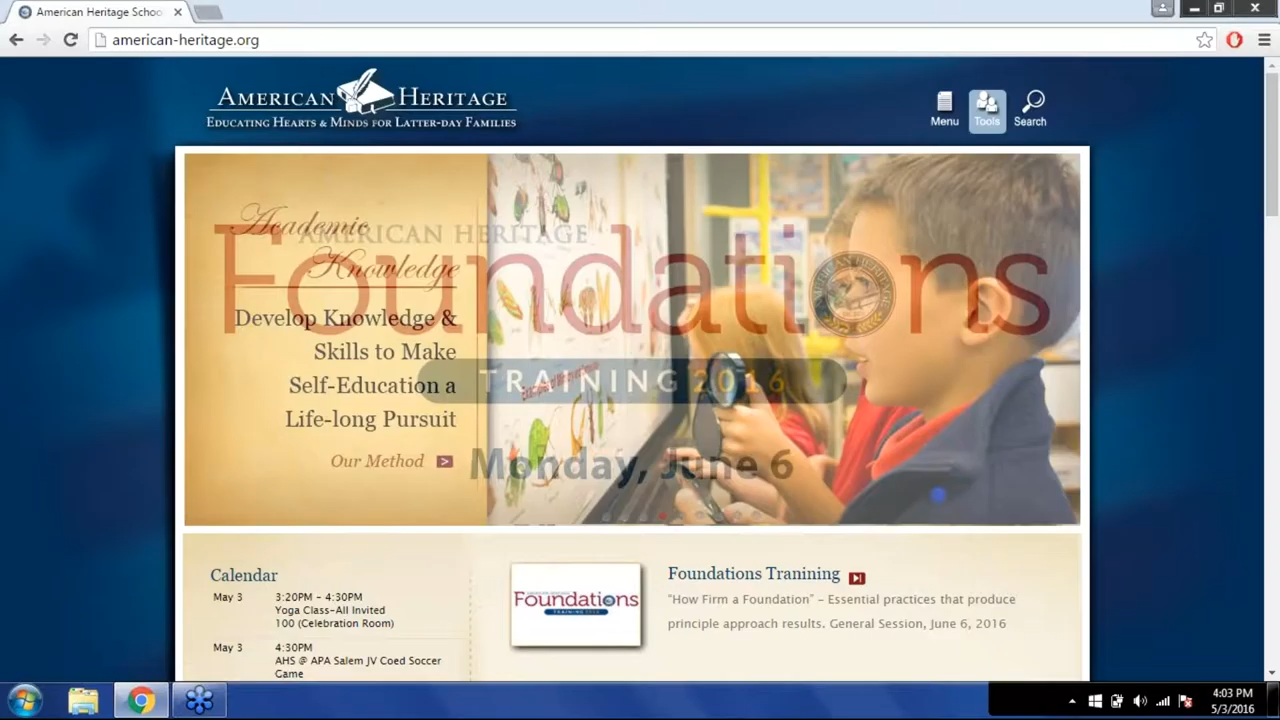 American Heritage Schoo
american-heritage.org
AMERICAN HERITAGE
EDUCATING HEARTS & MINDS FOR LATTER-DAY FAMILIES
Menu
Tools
Search
Academic
Knowledge
Develop Knowledge &
Skills to Make
Self-Education a
Life-long Pursuit
Our Method
AMERICAN HERITAGE
Foundations
TRAINING 2016
Monday, June 6
Calendar
May 3
3:20PM - 4:30PM
Yoga Class-All Invited
100 (Celebration Room)
May 3
4:30PM
AHS @ APA Salem JV Coed Soccer
Game
Foundations
Foundations Tranining
“How Firm a Foundation” – Essential practices that produce
principle approach results. General Session, June 6, 2016
4:03 PM
5/3/2016